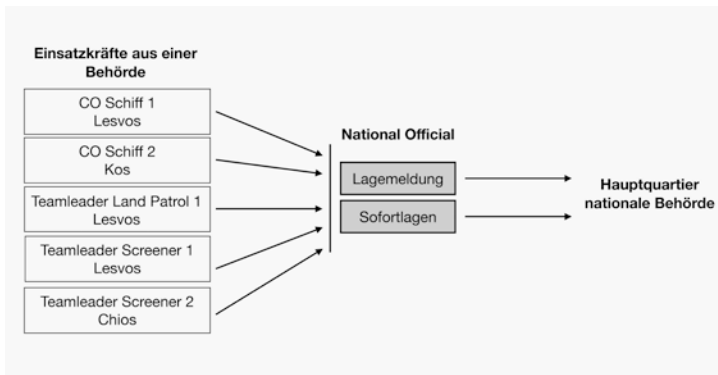 Einsatzkräfte aus einer
Behörde
CO Schiff 1
Lesvos
CO Schiff 2
Kos
Teamleader Land Patrol 1
Lesvos
Teamleader Screener 1
Lesvos
Teamleader Screener 2
Chios
National Official
Lagemeldung
Sofortlagen
Hauptquartier
nationale Behörde